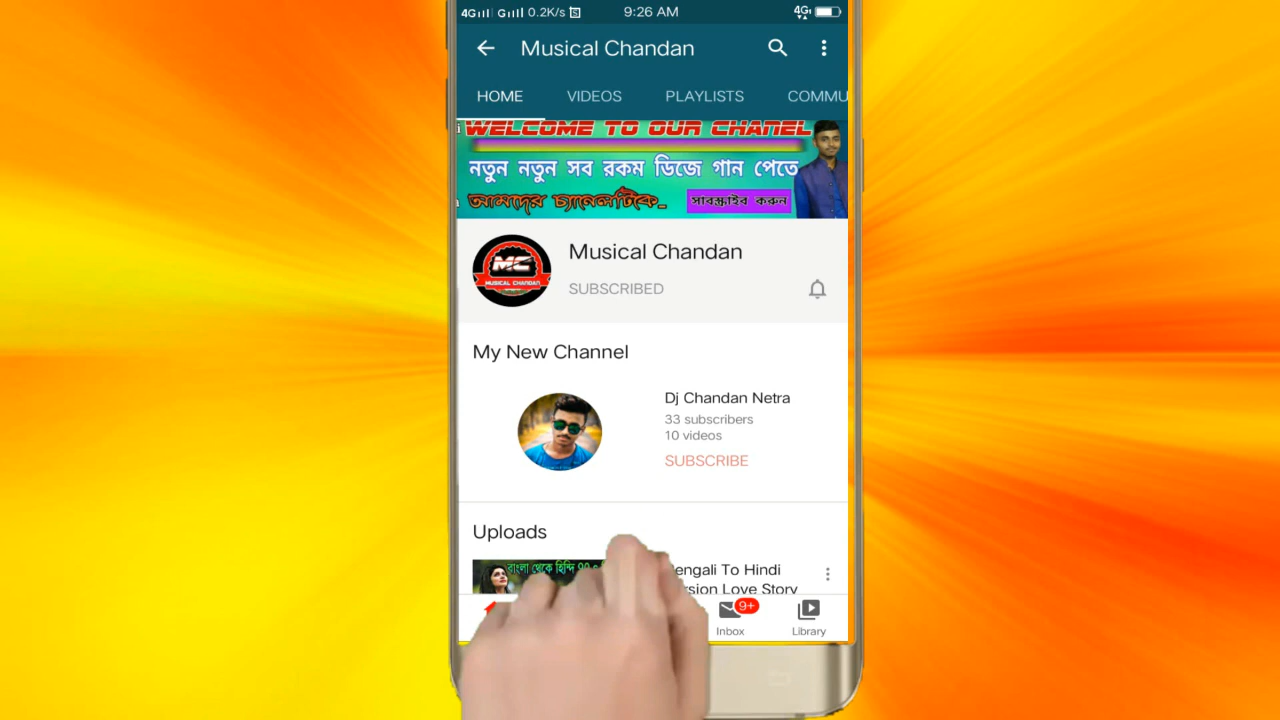 4G G 0.2K/s 9:26 AM 4G
Musical Chandan
HOME VIDEOS PLAYLISTS COMMU
WELCOME TO OUR CHANEL
নতুন নতুন সব রকম ডিজে গান পেতে
আমাদের চ্যানেলটিকে_ সাবস্ক্রাইব করুন
MC
MUSICAL CHANDAN
Musical Chandan
SUBSCRIBED
My New Channel
Dj Chandan Netra
33 subscribers
10 videos
SUBSCRIBE
Uploads
বাংলা থেকে হিন্দি
engali To Hindi
rsion Love Story
9+
Inbox Library